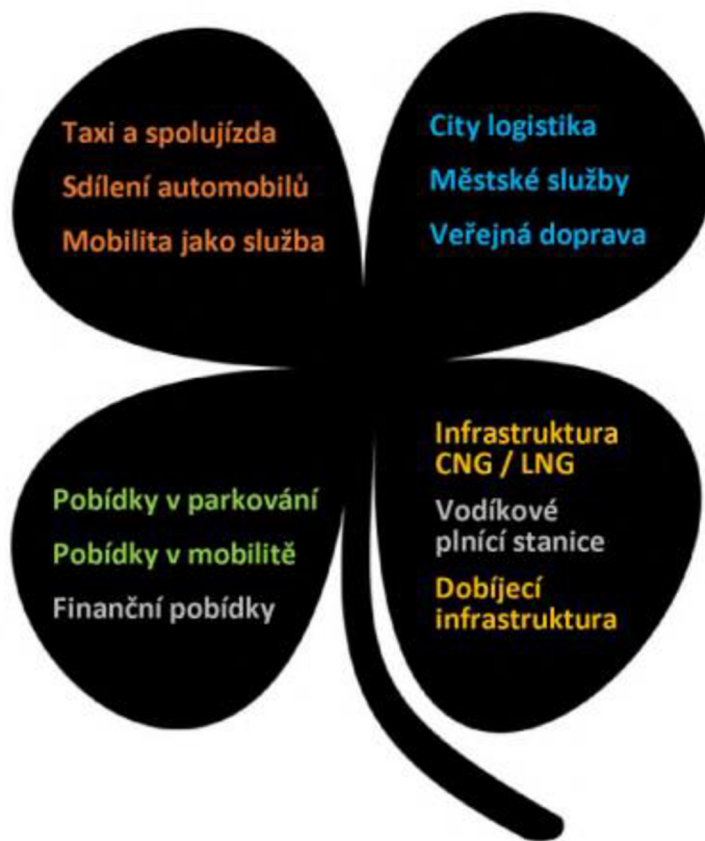 Taxi a spolujízda
Sdílení automobilů
Mobilita jako služba
City logistika
Městské služby
Veřejná doprava
Pobídky v parkování
Pobídky v mobilitě
Finanční pobídky
Infrastruktura
CNG / LNG
Vodíkové
plnící stanice
Dobíjecí
infrastruktura